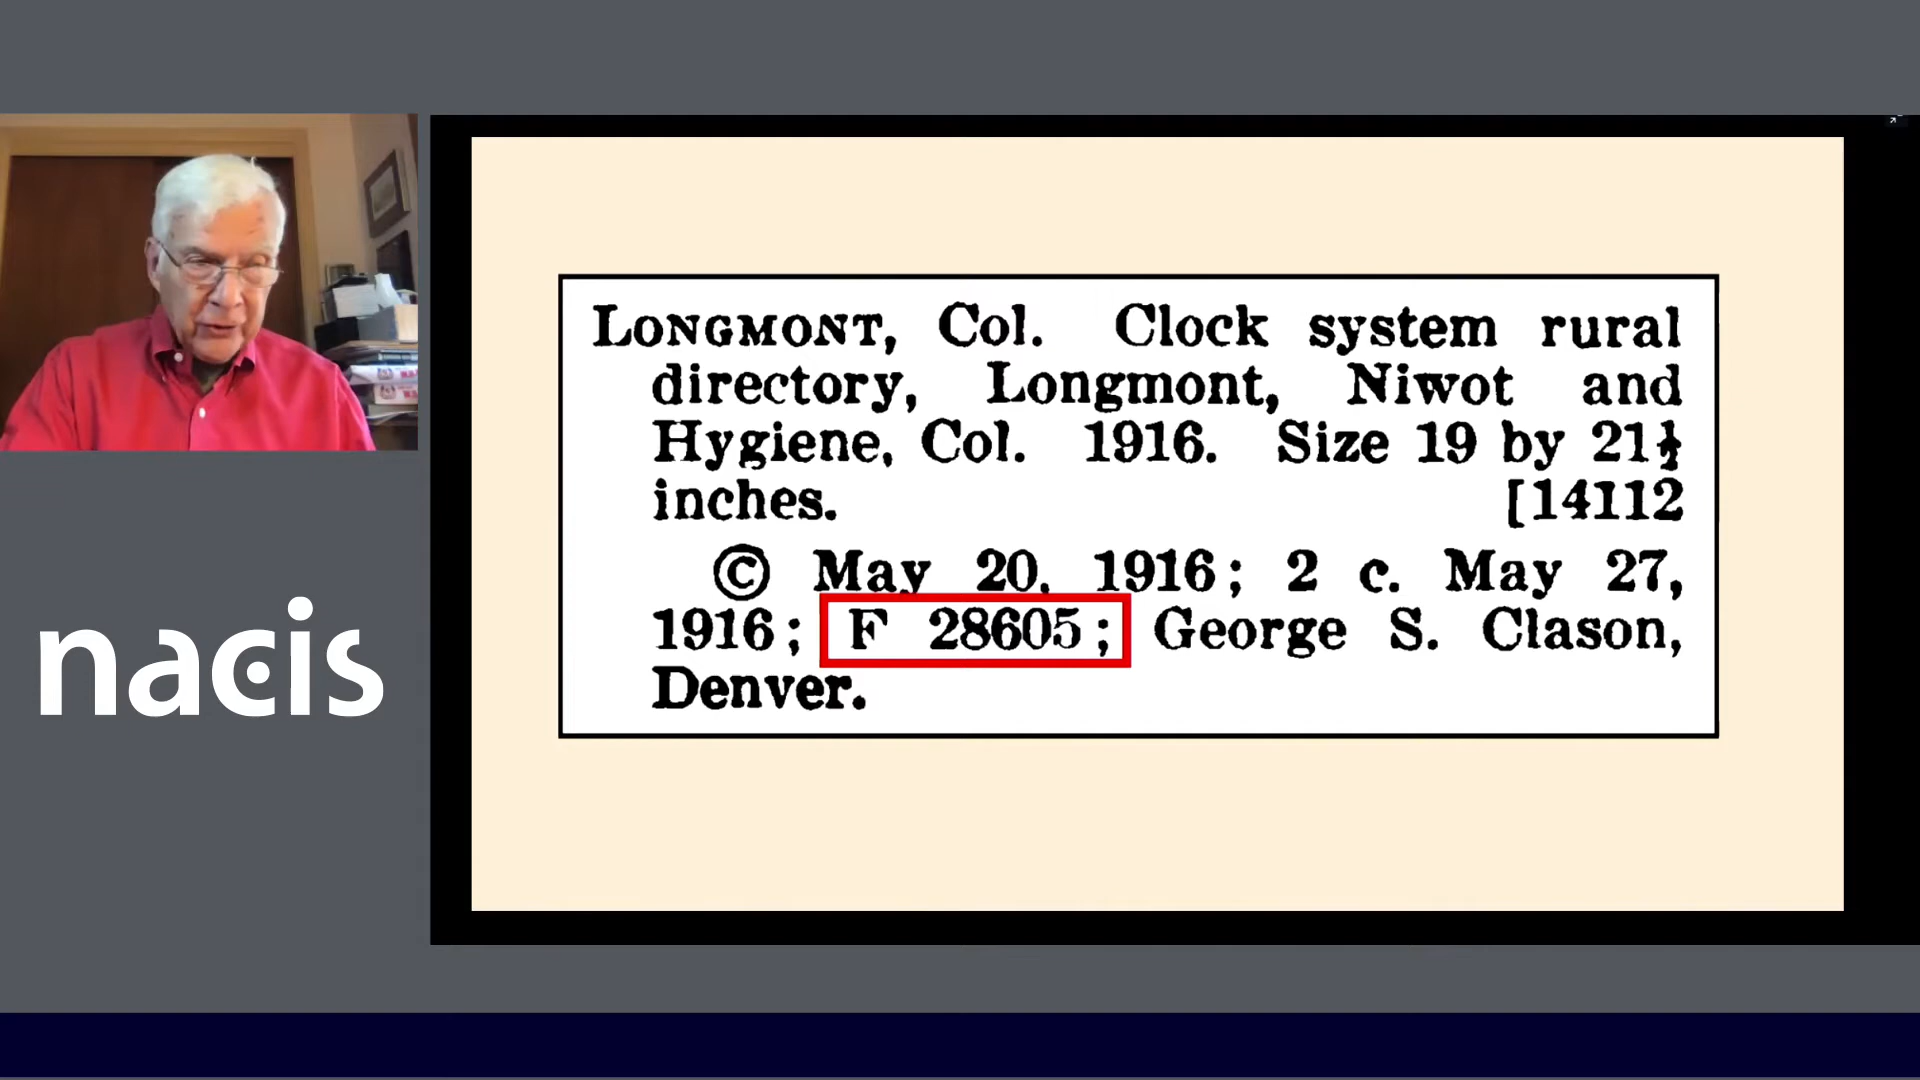 LONGMONT, Col. Clock system rural
directory, Longmont, Niwot and
Hygiene, Col. 1916. Size 19 by 21½
inches. [14112
© May 20, 1916; 2 c. May 27,
1916; F 28605; George S. Clason,
Denver.
nacis